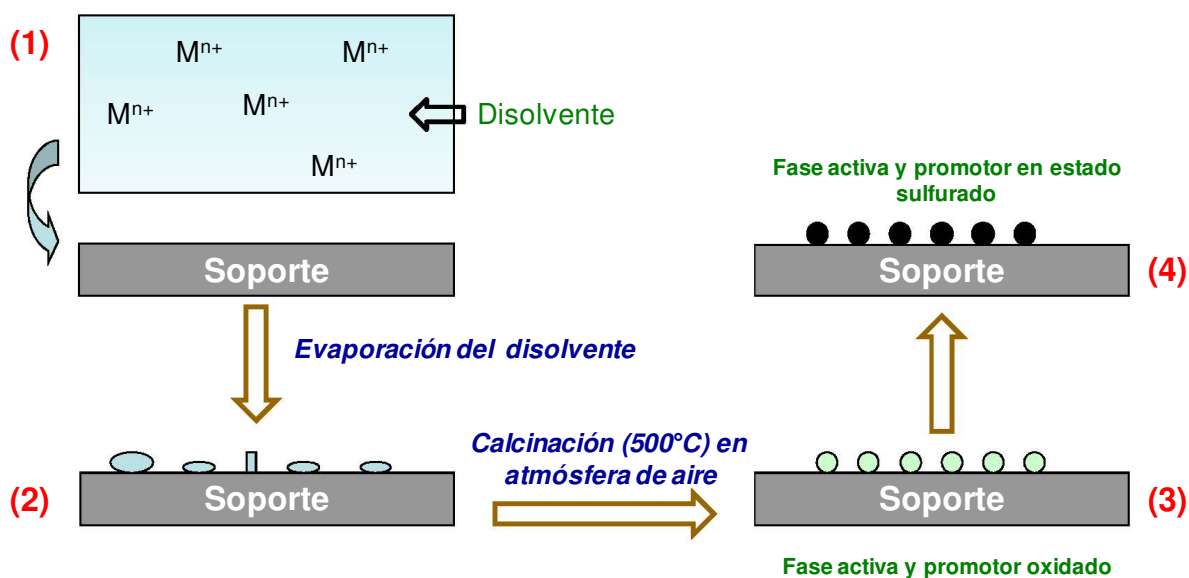 (1)
Mⁿ⁺
Mⁿ⁺
Mⁿ⁺
Mⁿ⁺
Mⁿ⁺
Disolvente
Soporte
Evaporación del disolvente
(2)
Soporte
Calcinación (500°C) en
atmósfera de aire
Soporte
(3)
Fase activa y promotor oxidado
Fase activa y promotor en estado
sulfurado
Soporte
(4)